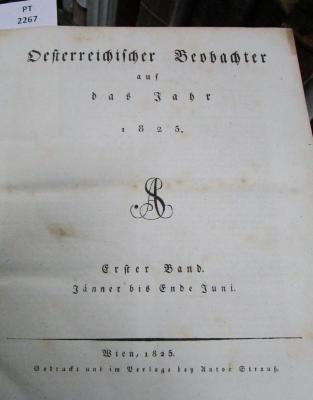 PT
2267
Oesterreichischer Beobachter
auf
das Jahr
1825.
AS
Erster Band.
Jänner bis Ende Juni.
Wien, 1825.
Gedruckt und im Verlage bey Anton Strauß.